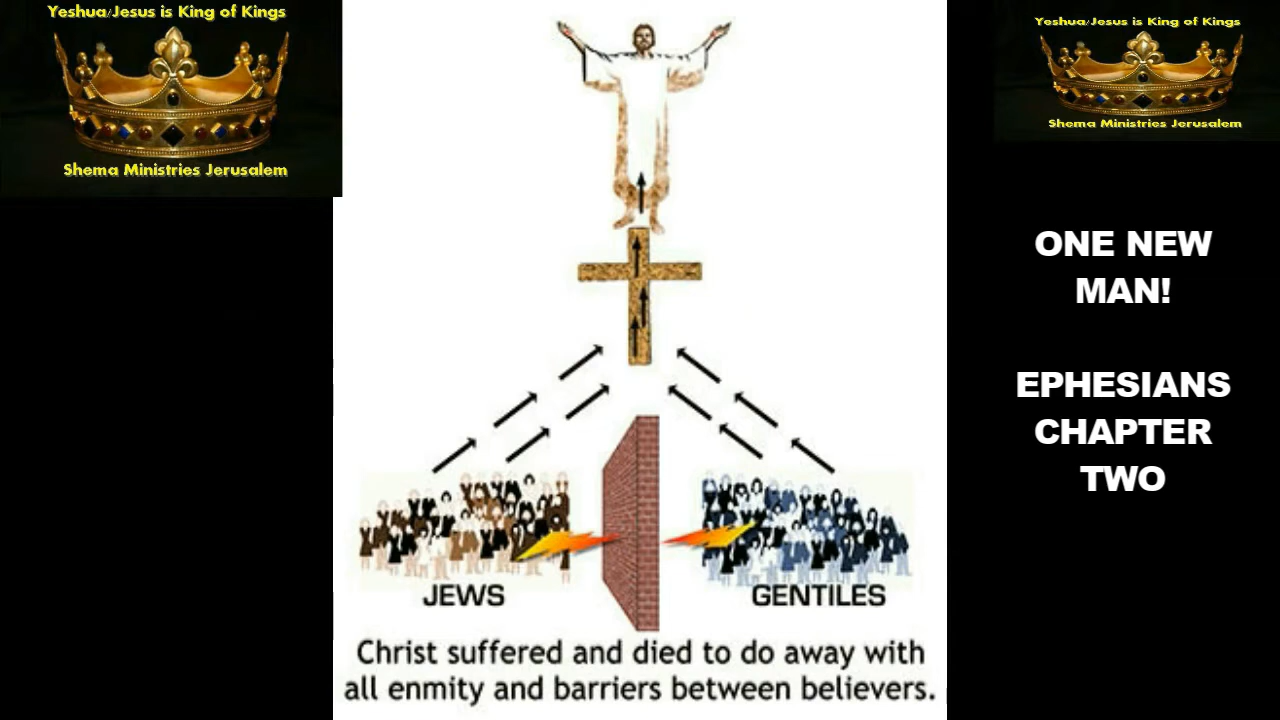 Yeshua/Jesus is King of Kings
Shema Ministries Jerusalem
Yeshua/Jesus is King of Kings
Shema Ministries Jerusalem
ONE NEW
MAN!
EPHESIANS
CHAPTER
TWO
JEWS
GENTILES
Christ suffered and died to do away with
all enmity and barriers between believers.